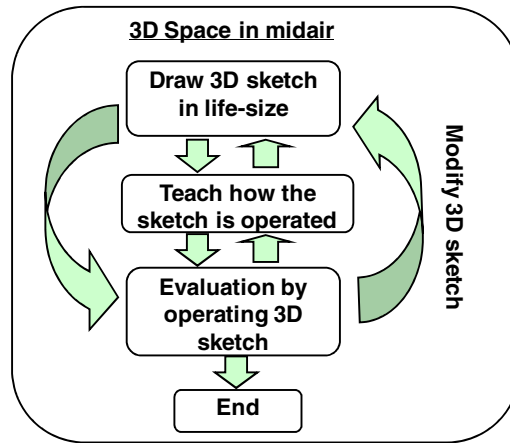 3D Space in midair
Draw 3D sketch
in life-size
Teach how the
sketch is operated
Evaluation by
operating 3D
sketch
End
Modify 3D sketch